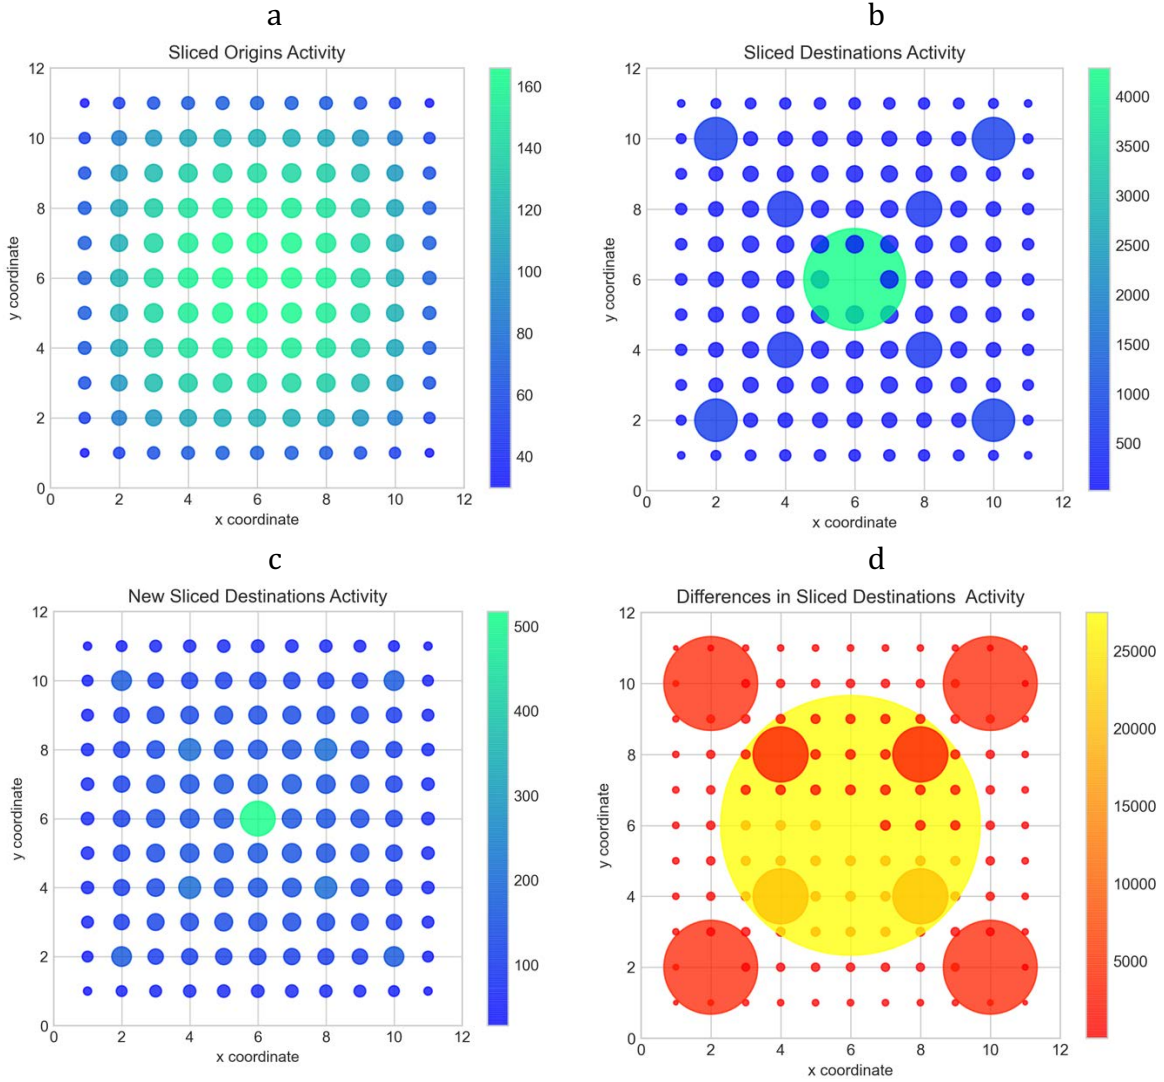 a
Sliced Origins Activity
12
10
8
6
4
2
0
0 2 4 6 8 10 12
y coordinate
x coordinate
160
140
120
100
80
60
40
b
Sliced Destinations Activity
12
10
8
6
4
2
0
0 2 4 6 8 10 12
y coordinate
x coordinate
4000
3500
3000
2500
2000
1500
1000
500
c
New Sliced Destinations Activity
12
10
8
6
4
2
0
0 2 4 6 8 10 12
y coordinate
x coordinate
500
400
300
200
100
d
Differences in Sliced Destinations Activity
12
10
8
6
4
2
0
0 2 4 6 8 10 12
y coordinate
x coordinate
25000
20000
15000
10000
5000